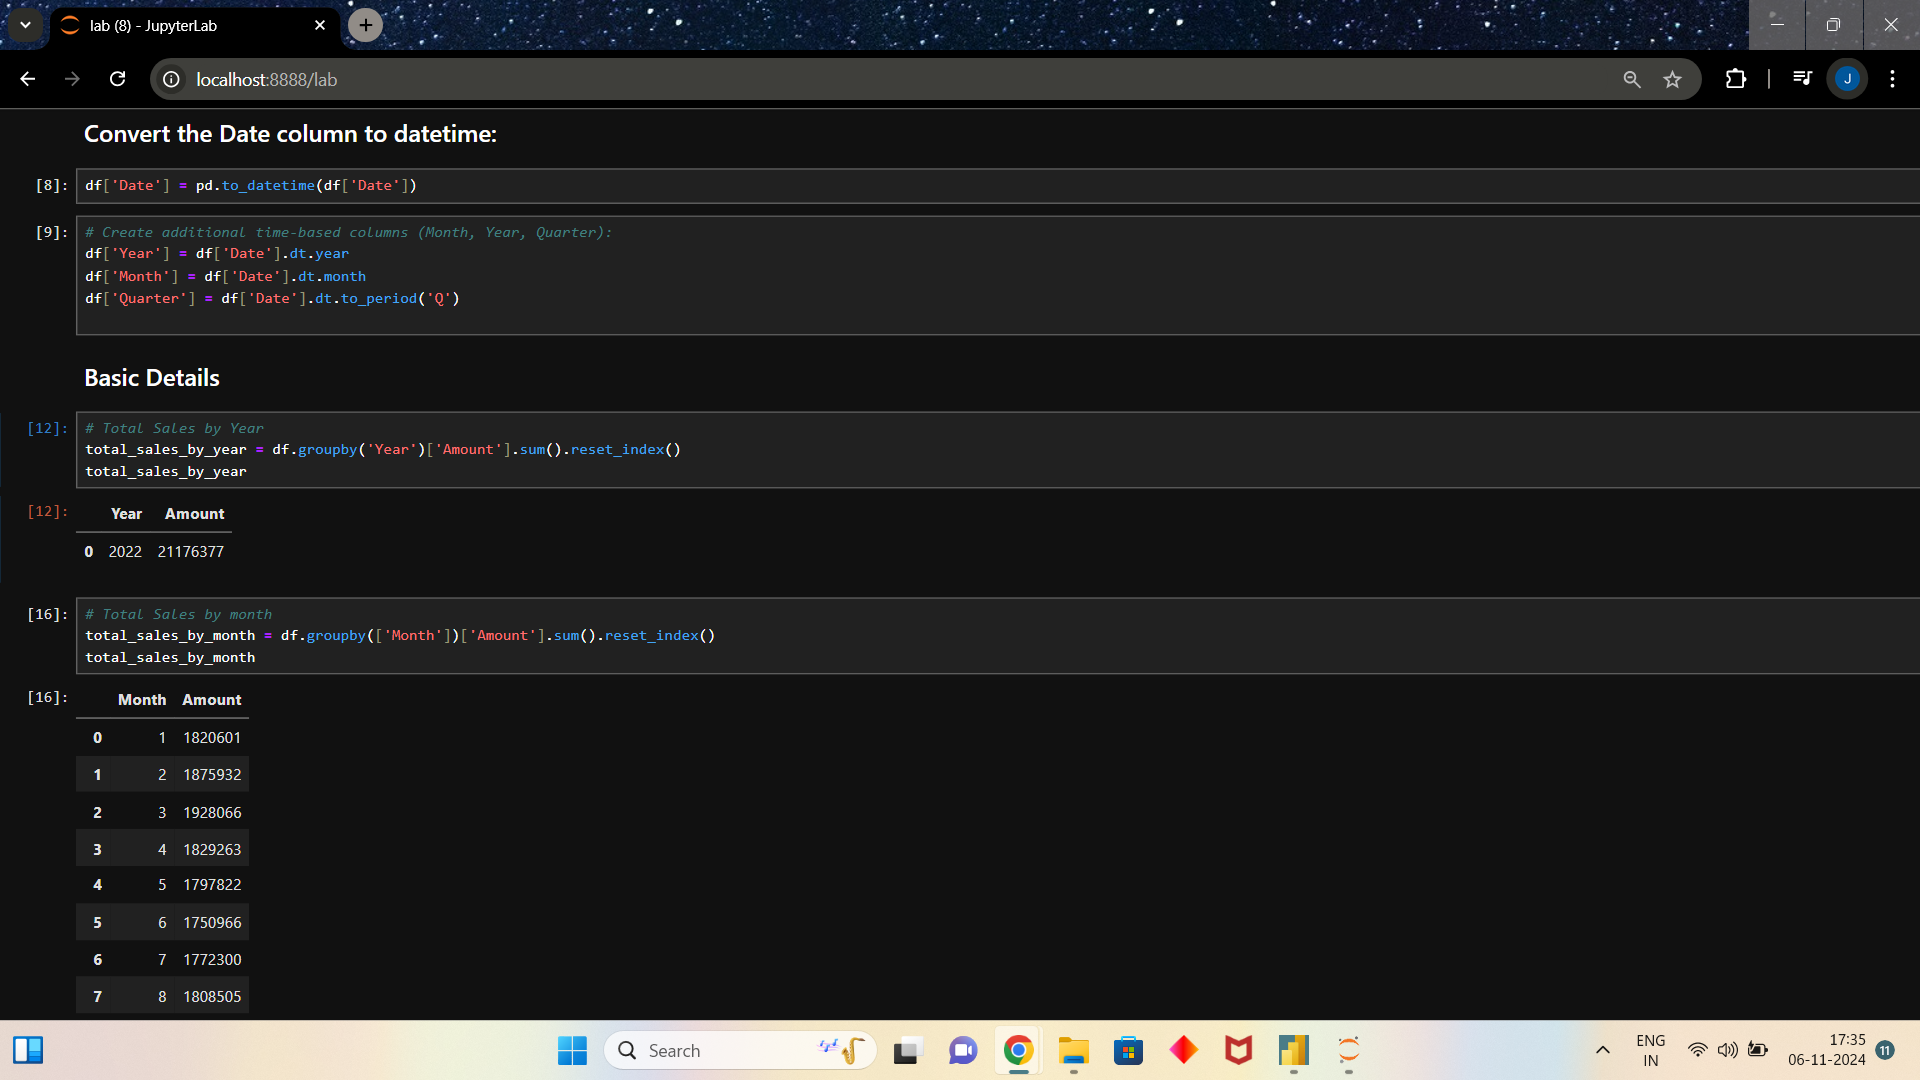 lab (8) - JupyterLab
localhost:8888/lab
J
Convert the Date column to datetime:
[8]:
df['Date'] = pd.to_datetime(df['Date'])
[9]:
# Create additional time-based columns (Month, Year, Quarter):
df['Year'] = df['Date'].dt.year
df['Month'] = df['Date'].dt.month
df['Quarter'] = df['Date'].dt.to_period('Q')
Basic Details
[12]:
# Total Sales by Year
total_sales_by_year = df.groupby('Year')['Amount'].sum().reset_index()
total_sales_by_year
[12]:
Year Amount
0 2022 21176377
[16]:
# Total Sales by month
total_sales_by_month = df.groupby(['Month'])['Amount'].sum().reset_index()
total_sales_by_month
[16]:
Month Amount
0 1 1820601
1 2 1875932
2 3 1928066
3 4 1829263
4 5 1797822
5 6 1750966
6 7 1772300
7 8 1808505
Search
ENG
IN
17:35
06-11-2024
11